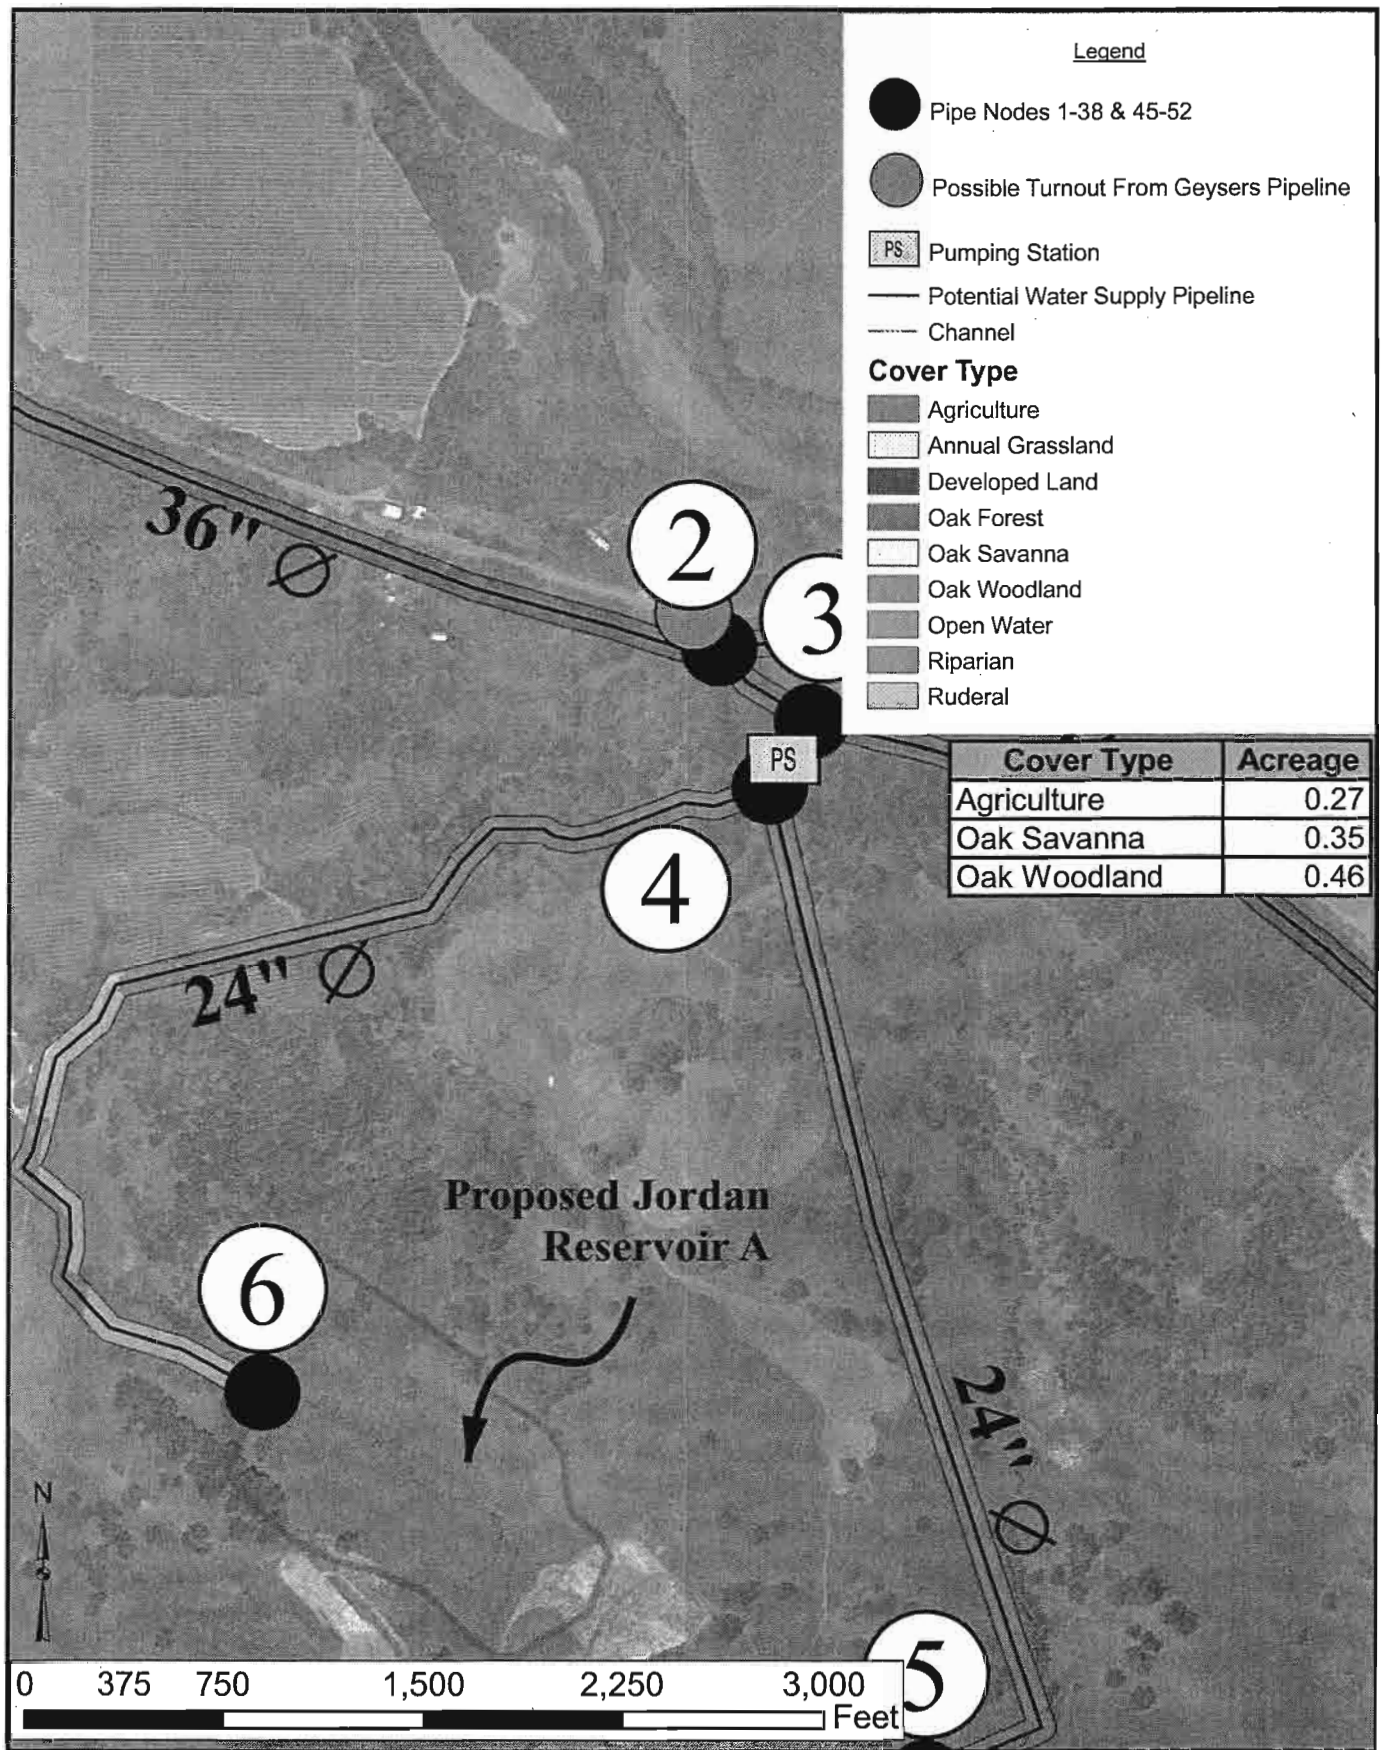 Legend
Pipe Nodes 1-38 & 45-52
Possible Turnout From Geysers Pipeline
PS Pumping Station
Potential Water Supply Pipeline
Channel
Cover Type
Agriculture
Annual Grassland
Developed Land
Oak Forest
Oak Savanna
Oak Woodland
Open Water
Riparian
Ruderal
36" Ø
2
3
PS
Cover Type Acreage
Agriculture 0.27
Oak Savanna 0.35
Oak Woodland 0.46
4
24" Ø
Proposed Jordan
Reservoir A
6
24" Ø
N
5
0 375 750 1,500 2,250 3,000
Feet